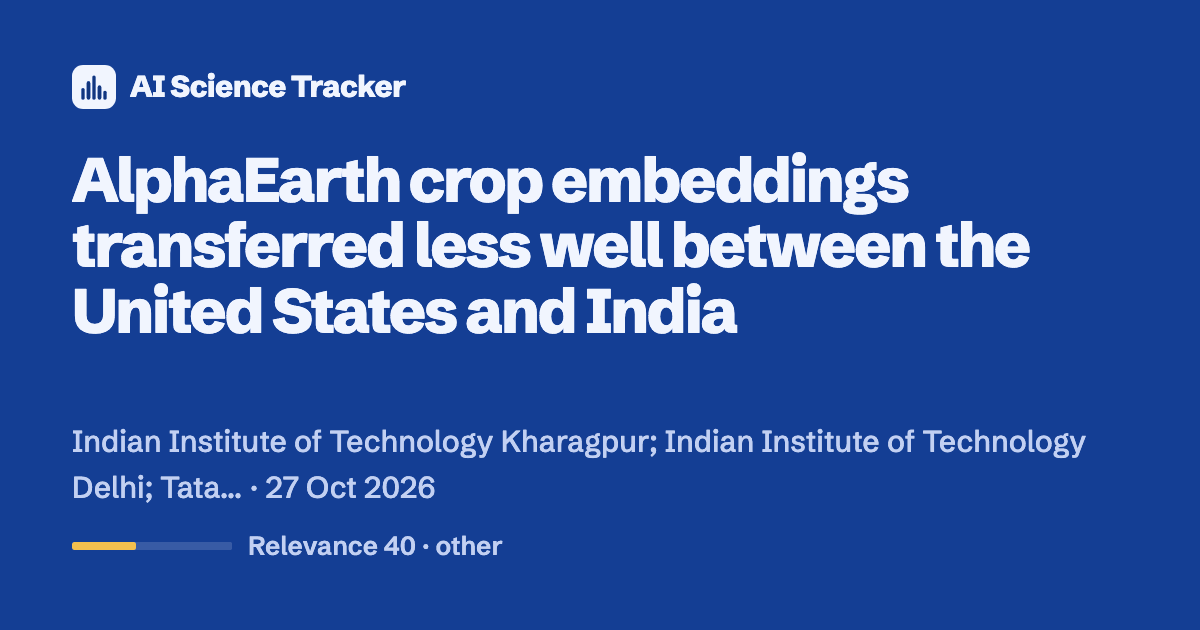 AI Science Tracker
AlphaEarth crop embeddings
transferred less well between the
United States and India
Indian Institute of Technology Kharagpur; Indian Institute of Technology
Delhi; Tata... · 27 Oct 2026
Relevance 40 · other